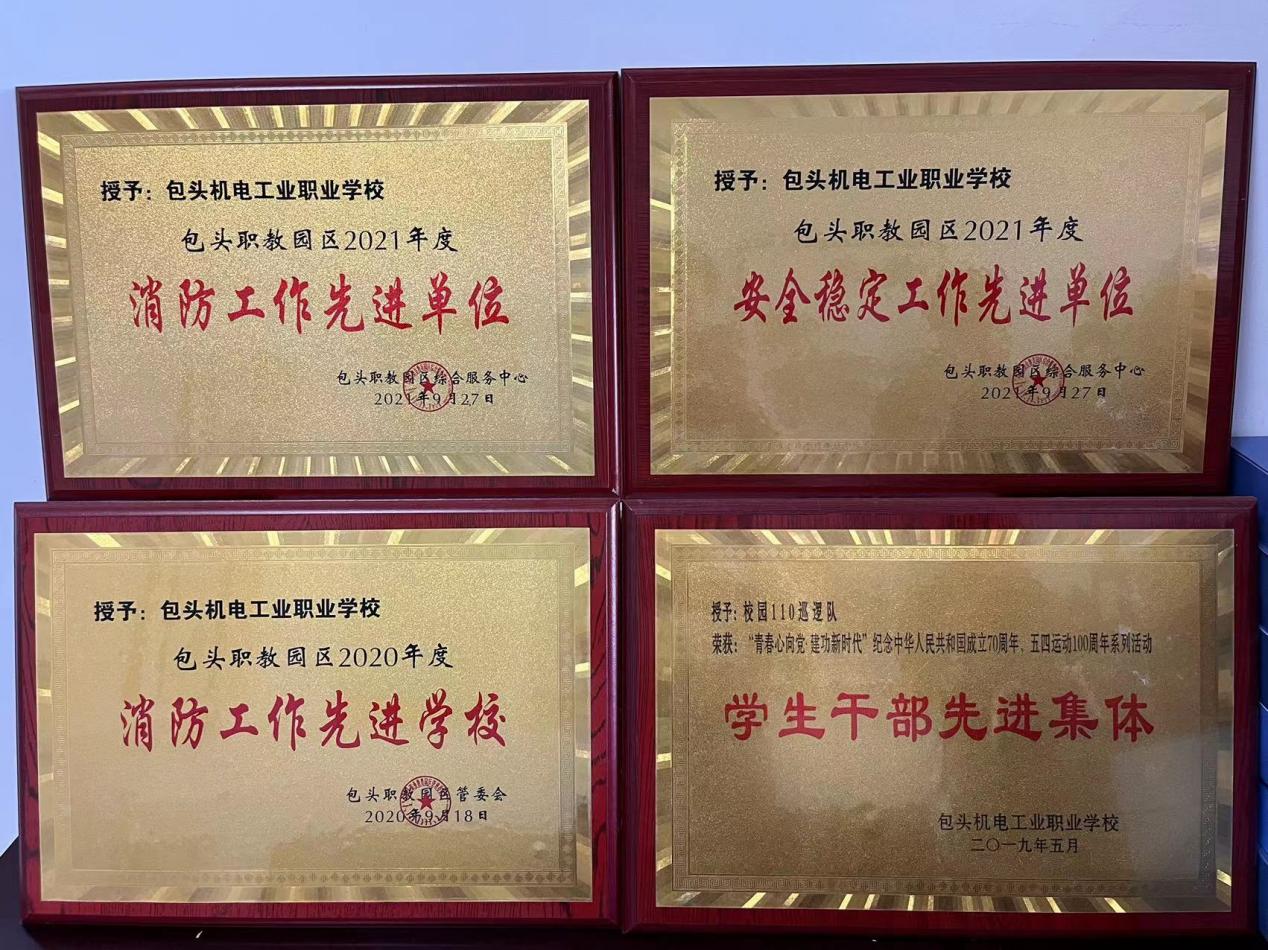 授予：包头机电工业职业学校
包头职教园区2021年度
消防工作先进单位
包头职教园区综合服务中心
2021年9月27日
授予：包头机电工业职业学校
包头职教园区2021年度
安全稳定工作先进单位
包头职教园区综合服务中心
2021年9月27日
授予：包头机电工业职业学校
包头职教园区2020年度
消防工作先进学校
包头职教园区管委会
2020年9月18日
授予：校园110巡逻队
荣获：“青春心向党·建功新时代”纪念中华人民共和国成立70周年、五四运动100周年系列活动
学生干部先进集体
包头机电工业职业学校
二〇一九年五月